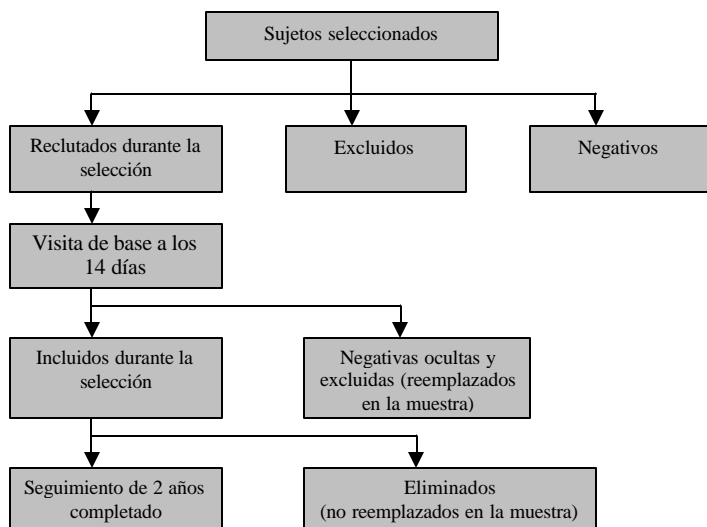 Sujetos seleccionados
Reclutados durante la
selección
Excluidos
Negativos
Visita de base a los
14 días
Incluidos durante la
selección
Negativas ocultas y
excluidas (reemplazados
en la muestra)
Seguimiento de 2 años
completado
Eliminados
(no reemplazados en la muestra)